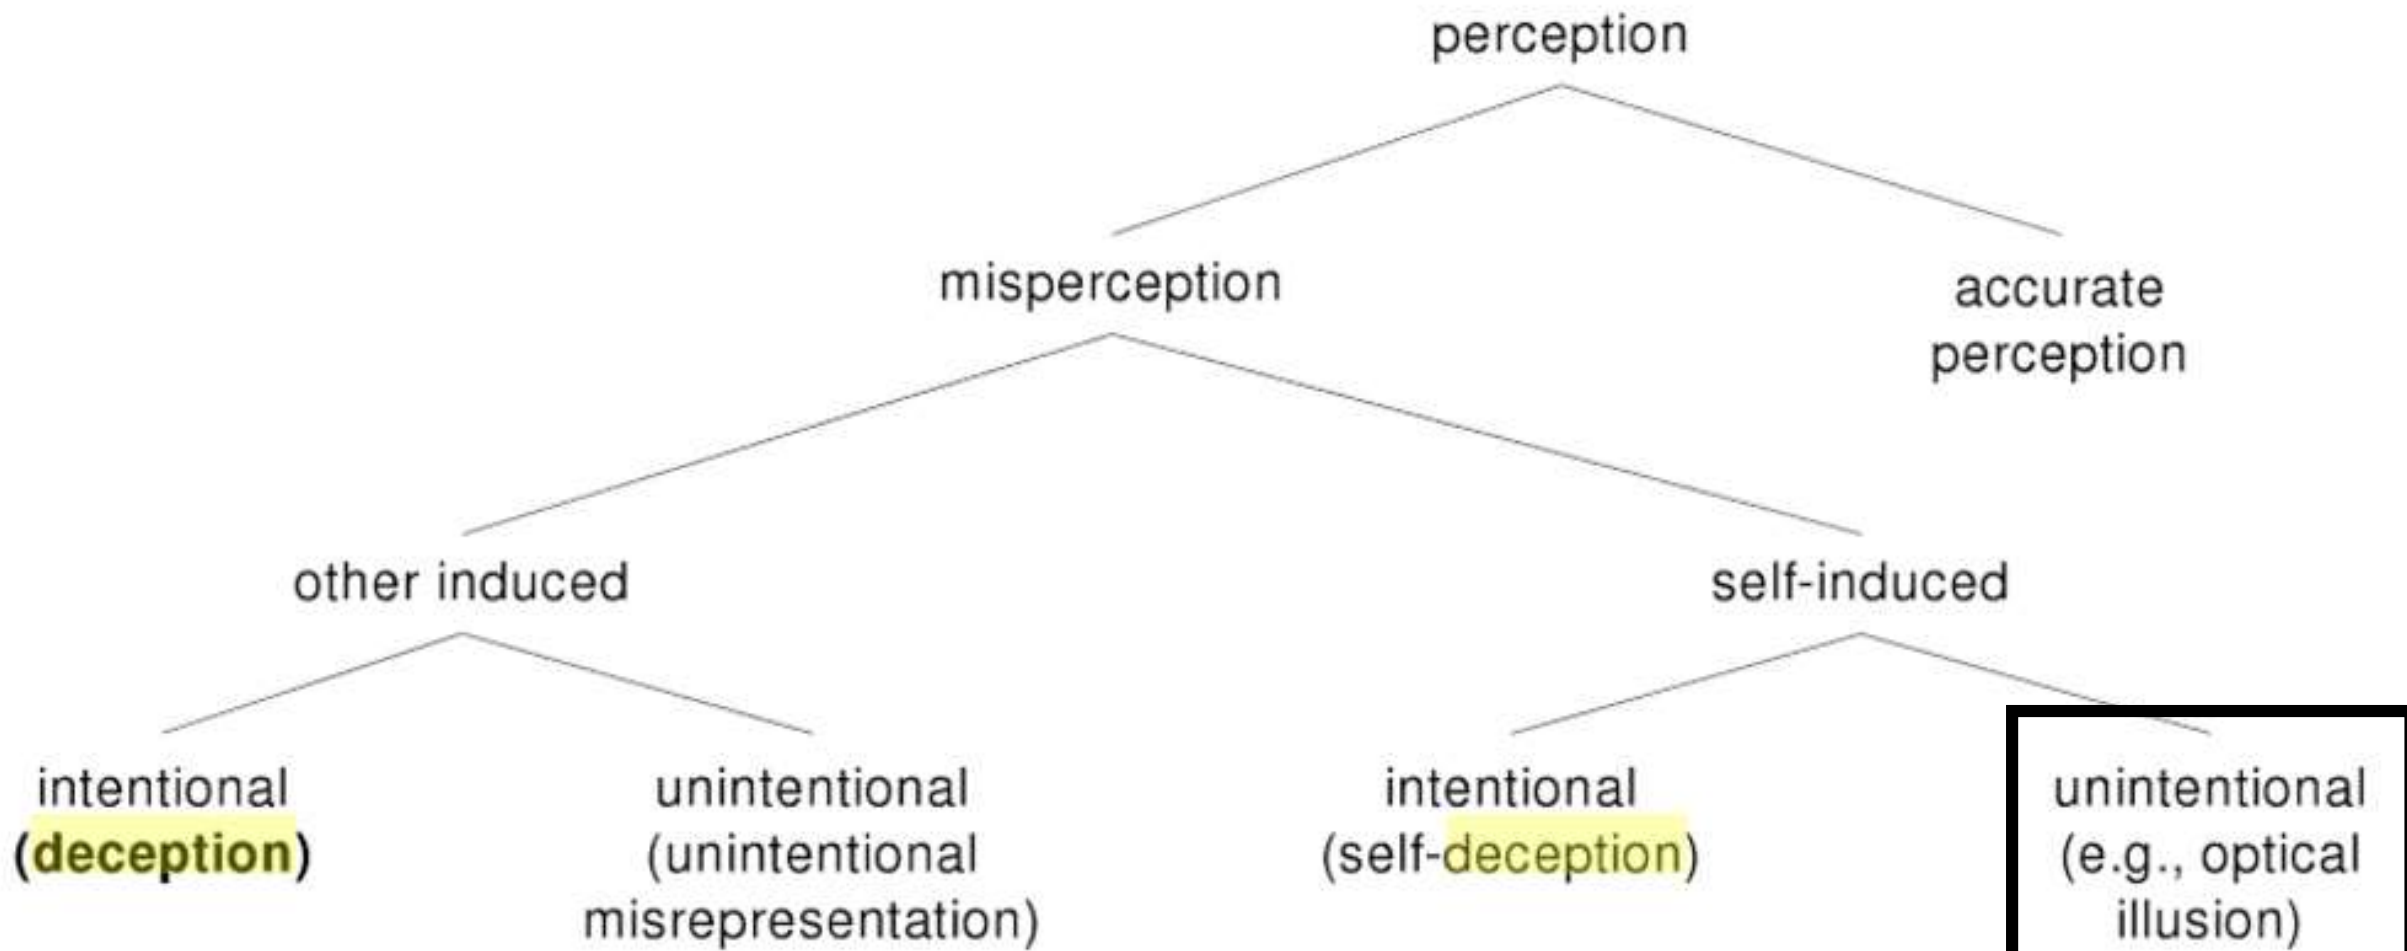 perception
misperception
accurate
perception
other induced
self-induced
intentional
(deception)
unintentional
(unintentional
misrepresentation)
intentional
(self-deception)
unintentional
(e.g., optical
illusion)